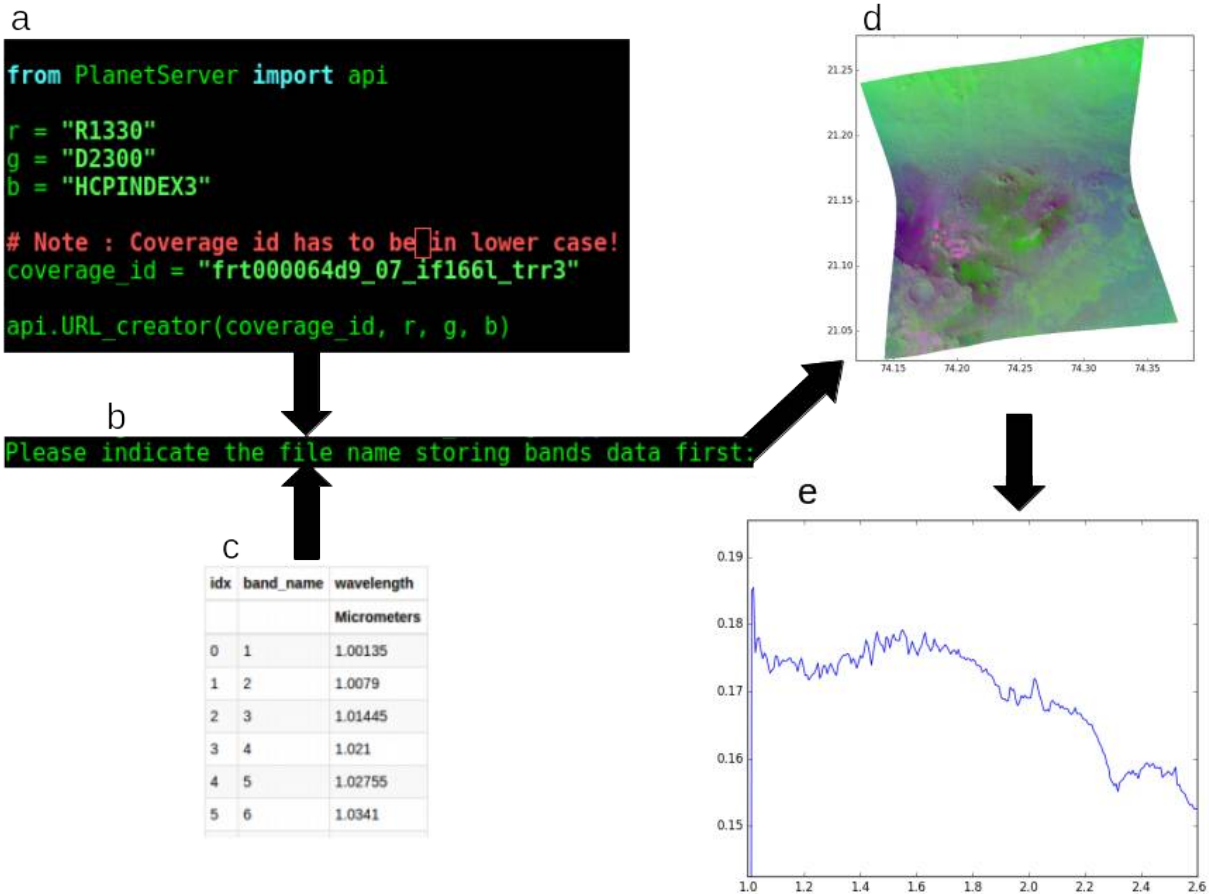 a
from PlanetServer import api
r = "R1330"
g = "D2300"
b = "HCPINDEX3"
# Note : Coverage id has to be in lower case!
coverage_id = "frt000064d9_07_if166l_trr3"
api.URL_creator(coverage_id, r, g, b)
b
Please indicate the file name storing bands data first:
c
idx band_name wavelength
Micrometers
0 1 1.00135
1 2 1.0079
2 3 1.01445
3 4 1.021
4 5 1.02755
5 6 1.0341
d
21.25
21.20
21.15
21.10
21.05
74.15 74.20 74.25 74.30 74.35
e
0.19
0.18
0.17
0.16
0.15
1.0 1.2 1.4 1.6 1.8 2.0 2.2 2.4 2.6